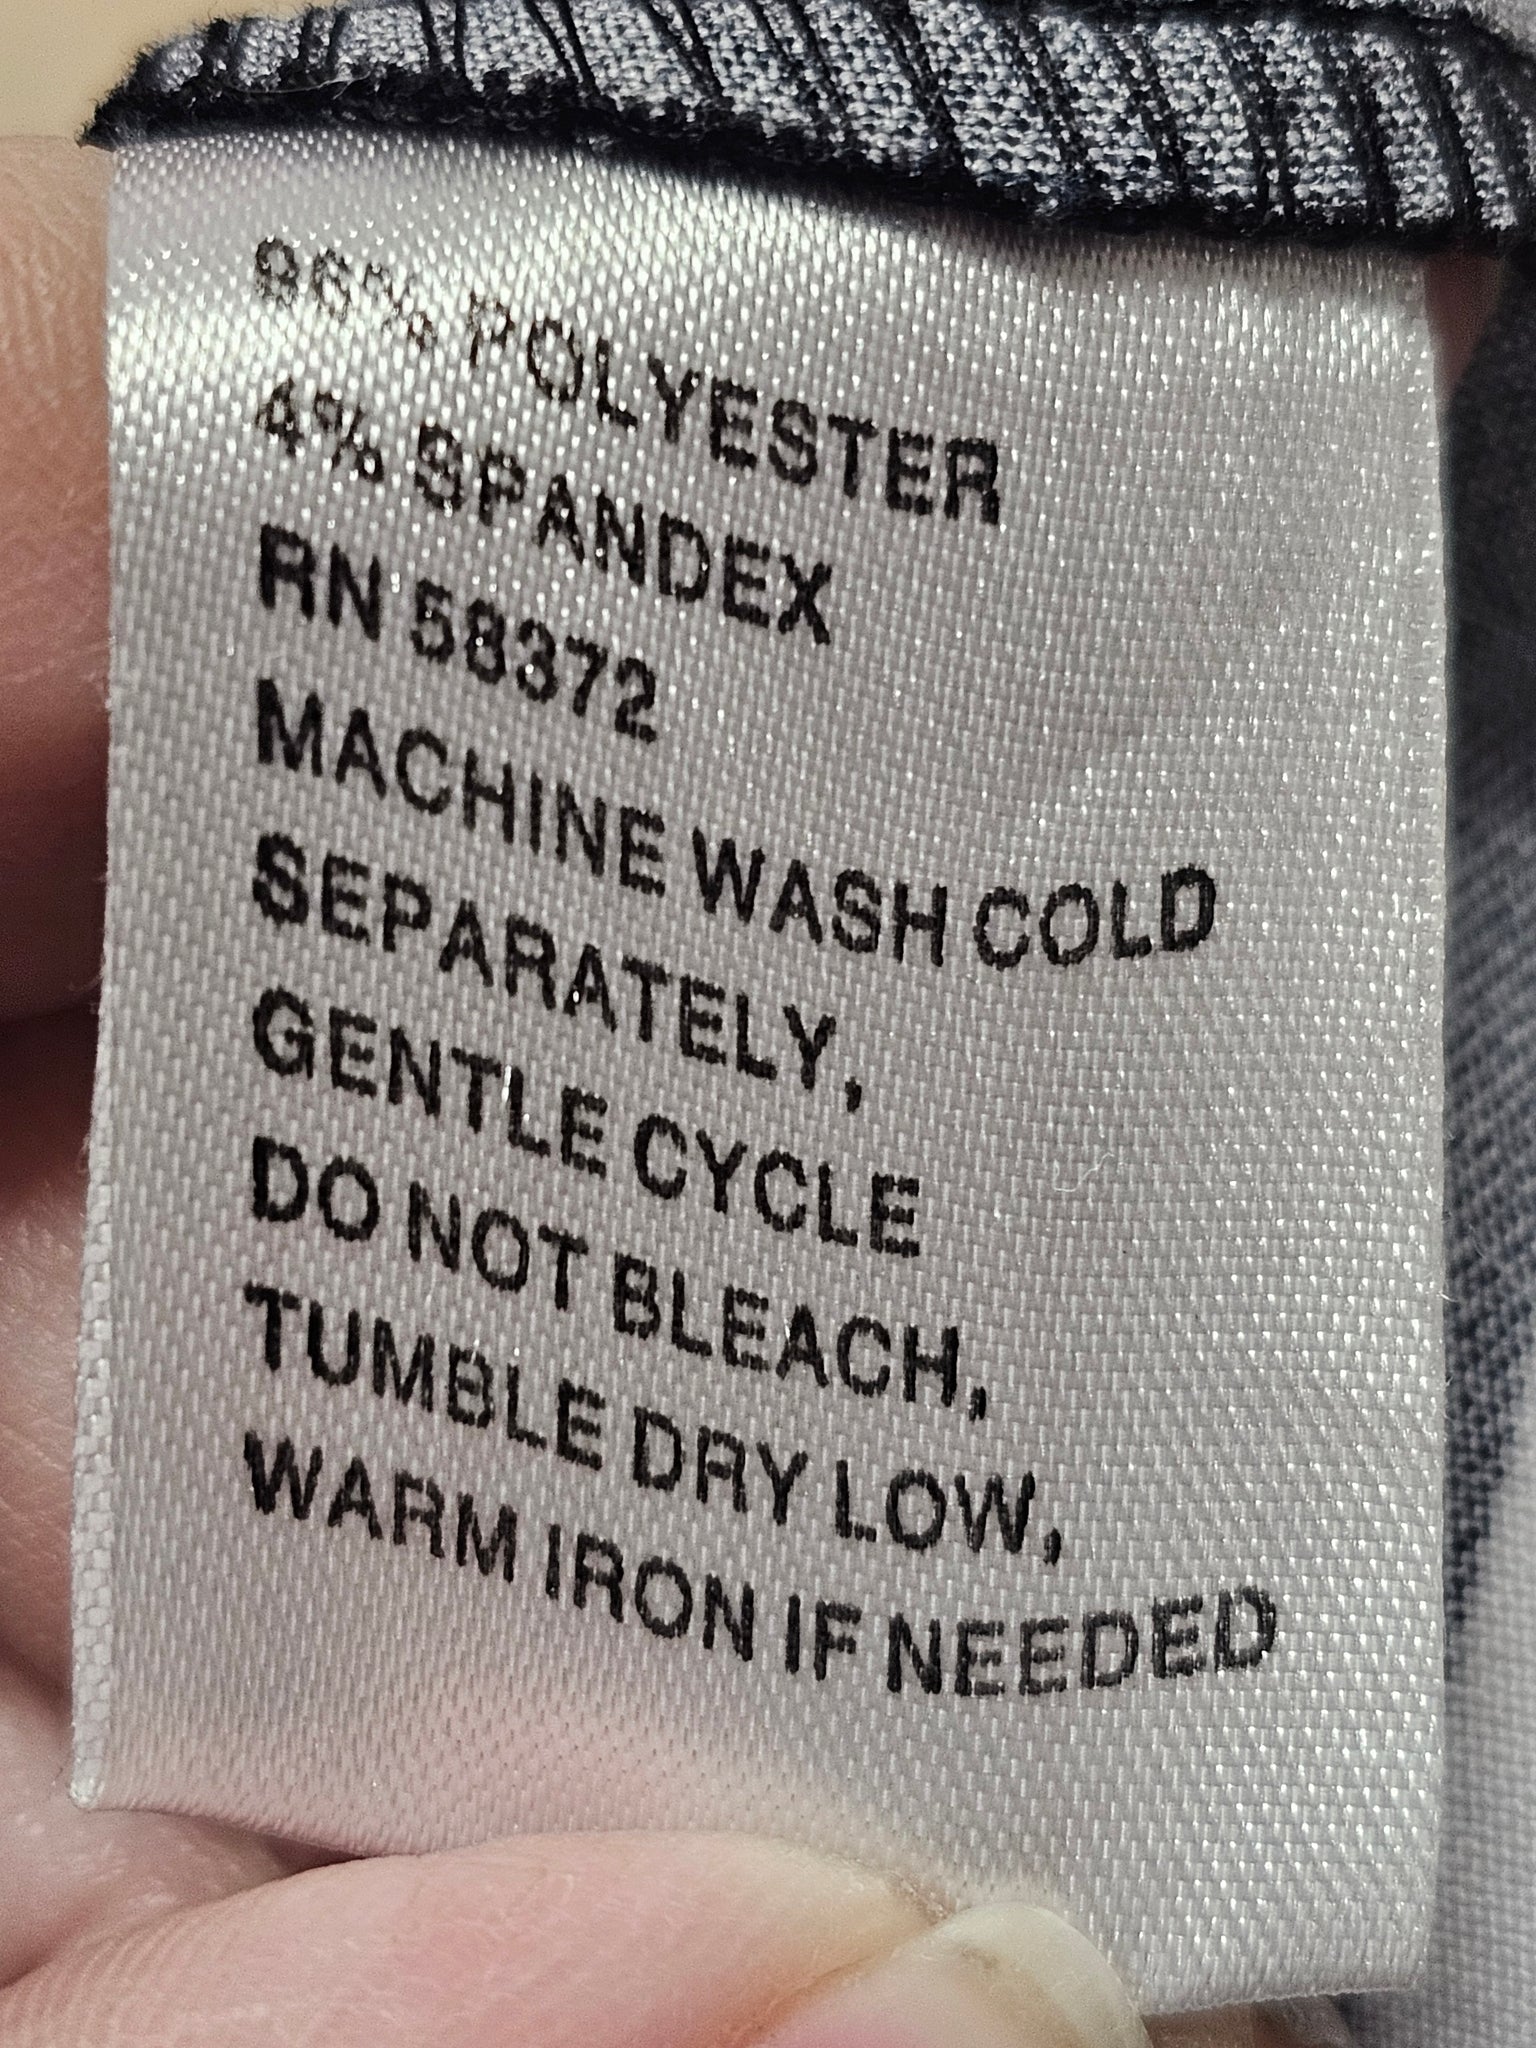 96% POLYESTER
4% SPANDEX
RN 58372
MACHINE WASH COLD
SEPARATELY,
GENTLE CYCLE
DO NOT BLEACH,
TUMBLE DRY LOW,
WARM IRON IF NEEDED